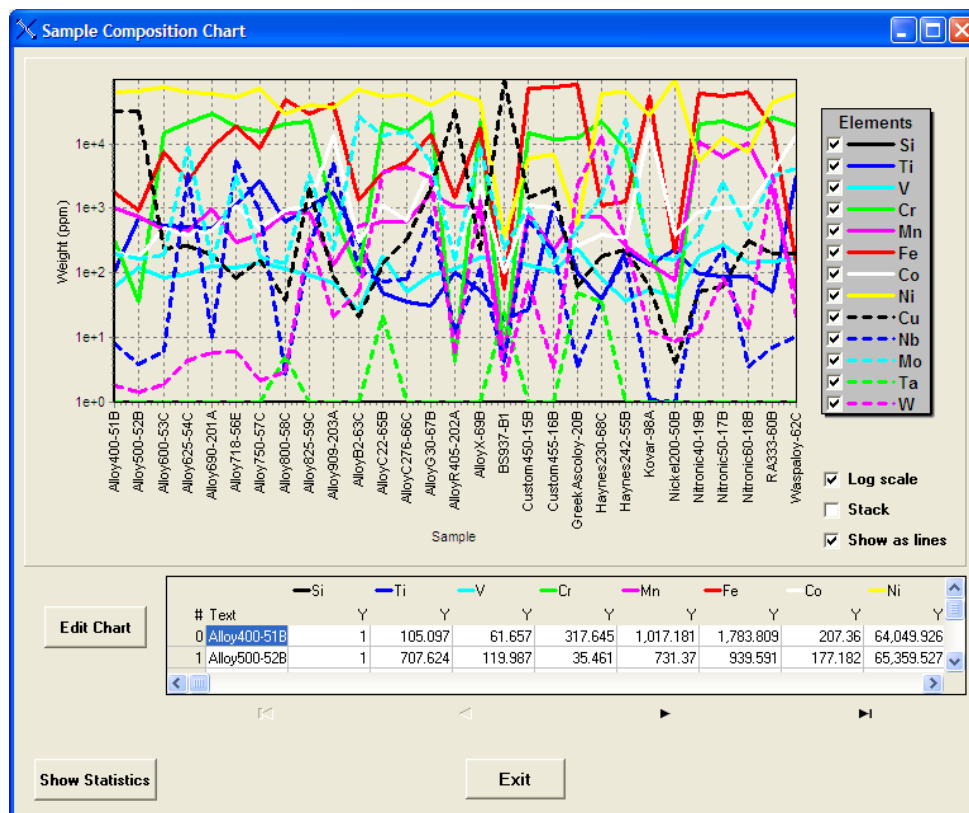 Sample Composition Chart
Elements
Si
Ti
V
Cr
Mn
Fe
Co
Ni
Cu
Nb
Mo
Ta
W
Weight (ppm)
1e+4
1e+3
1e+2
1e+1
1e+0
Alloy400-51B
Alloy500-52B
Alloy600-53C
Alloy625-54C
Alloy690-201A
Alloy718-56E
Alloy750-57C
Alloy800-58C
Alloy825-59C
Alloy909-203A
AlloyB2-63C
AlloyC22-65B
AlloyC276-66C
AlloyG30-67B
AlloyR405-202A
AlloyX-69B
BS937-B1
Custom450-15B
Custom455-16B
GreekAscoloy-20B
Haynes230-68C
Haynes242-55B
Kovar-98A
Nickel200-50B
Nitronic40-19B
Nitronic50-17B
Nitronic60-18B
RA333-60B
Waspaloy-62C
Sample
Log scale
Stack
Show as lines
Edit Chart
Si Ti V Cr Mn Fe Co Ni
# Text Y Y Y Y Y Y Y Y
0 Alloy400-51B 1 105.097 61.657 317.645 1,017.181 1,783.809 207.36 64,049.926
1 Alloy500-52B 1 707.624 119.987 35.461 731.37 939.591 177.182 65,359.527
Show Statistics
Exit